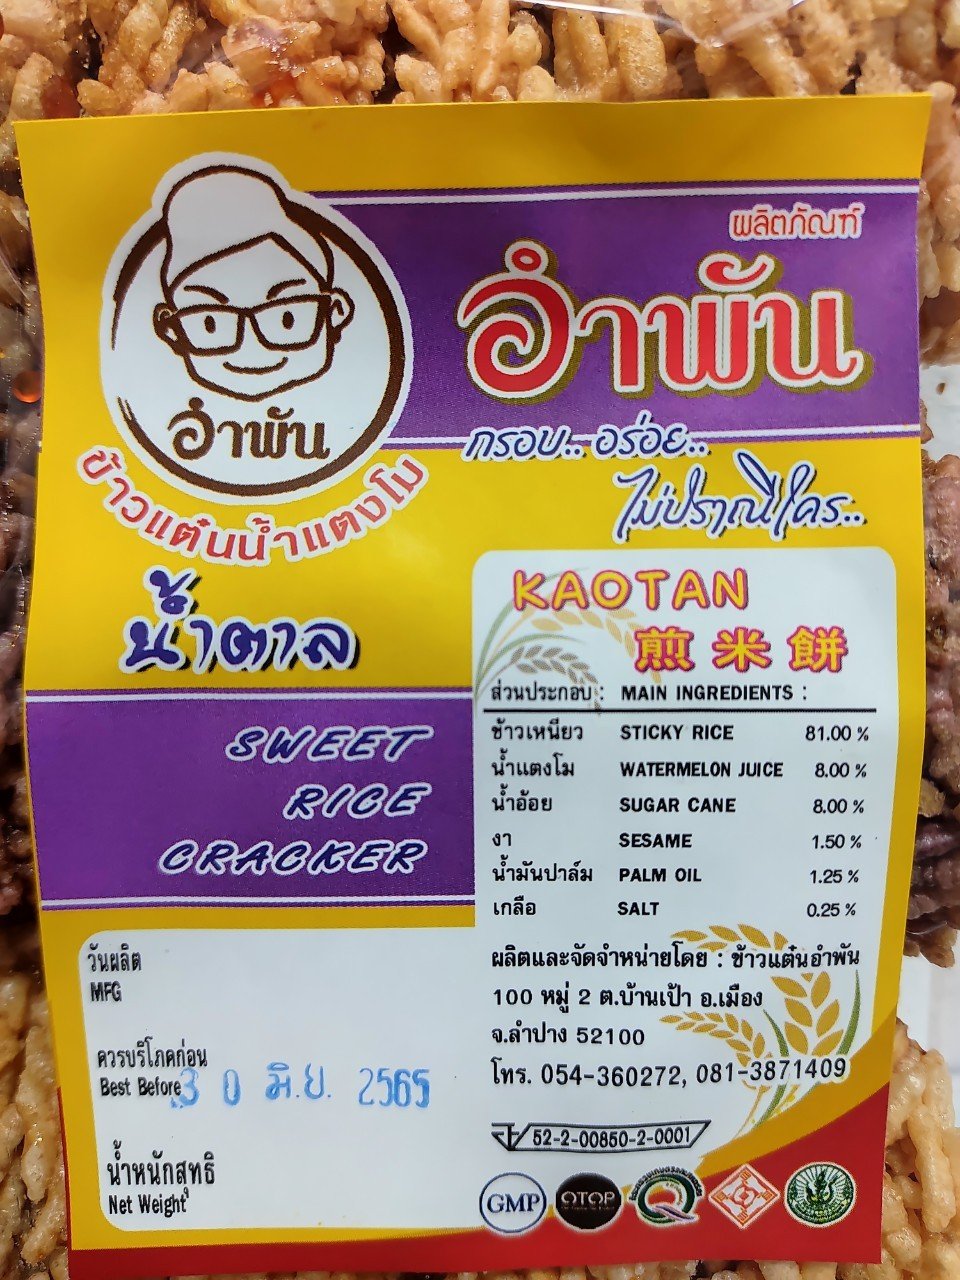 ผลิตภัณฑ์
อำพัน
อำพัน
กรอบ.. อร่อย..
ไม่ปราณีใคร..
ข้าวแต๋นน้ำแตงโม
น้ำตาล
SWEET
RICE
CRACKER
KAOTAN
煎米餅
ส่วนประกอบ : MAIN INGREDIENTS :
ข้าวเหนียว STICKY RICE 81.00 %
น้ำแตงโม WATERMELON JUICE 8.00 %
น้ำอ้อย SUGAR CANE 8.00 %
งา SESAME 1.50 %
น้ำมันปาล์ม PALM OIL 1.25 %
เกลือ SALT 0.25 %
ผลิตและจัดจำหน่ายโดย : ข้าวแต๋นอำพัน
100 หมู่ 2 ต.บ้านเป้า อ.เมือง
จ.ลำปาง 52100
โทร. 054-360272, 081-3871409
วันผลิต
MFG
ควรบริโภคก่อน
Best Before 30 มิ.ย. 2565
น้ำหนักสุทธิ
Net Weight
52-2-00850-2-0001
GMP
OTOP
Q